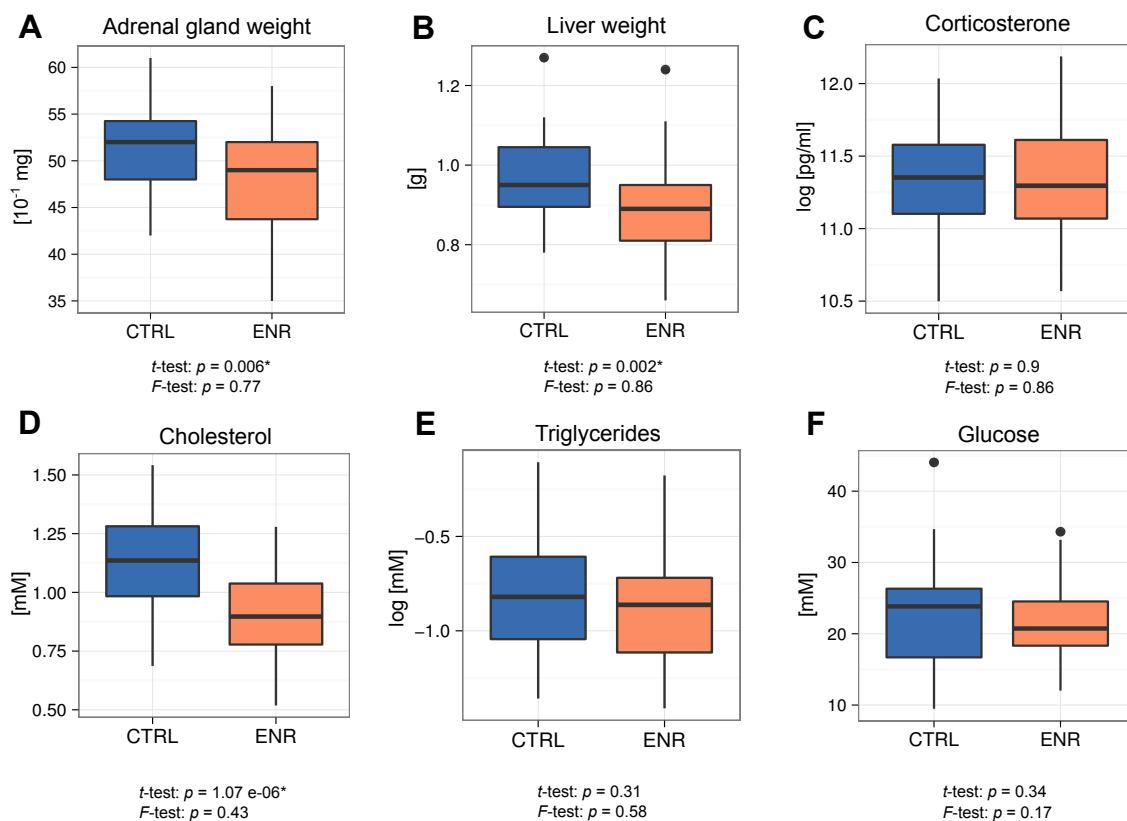 A
Adrenal gland weight
[10⁻¹ mg]
60
55
50
45
40
35
CTRL
ENR
t-test: p = 0.006*
F-test: p = 0.77
B
Liver weight
[g]
1.2
1.0
0.8
CTRL
ENR
t-test: p = 0.002*
F-test: p = 0.86
C
Corticosterone
log [pg/ml]
12.0
11.5
11.0
10.5
CTRL
ENR
t-test: p = 0.9
F-test: p = 0.86
D
Cholesterol
[mM]
1.50
1.25
1.00
0.75
0.50
CTRL
ENR
t-test: p = 1.07 e-06*
F-test: p = 0.43
E
Triglycerides
log [mM]
−0.5
−1.0
CTRL
ENR
t-test: p = 0.31
F-test: p = 0.58
F
Glucose
[mM]
40
30
20
10
CTRL
ENR
t-test: p = 0.34
F-test: p = 0.17